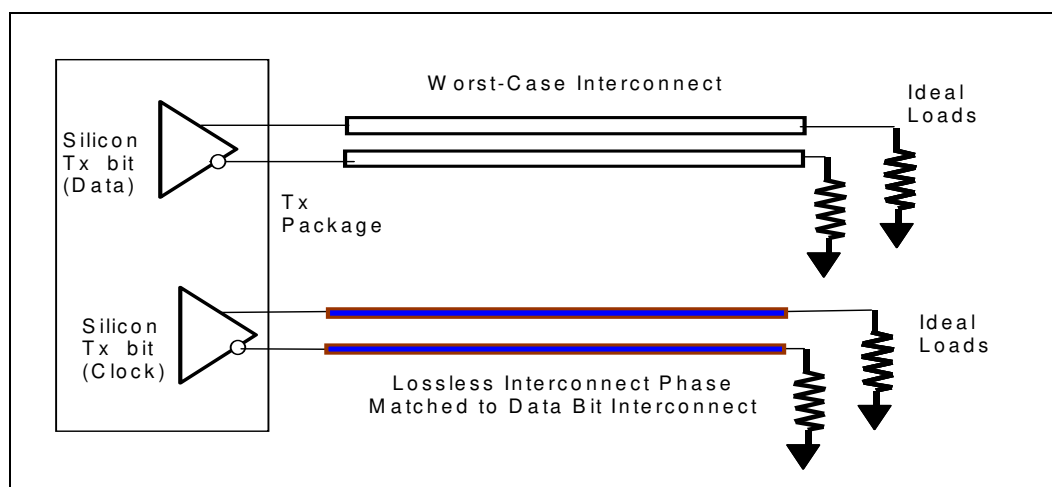 Worst-Case Interconnect
Ideal
Loads
Silicon
Tx bit
(Data)
Tx
Package
Silicon
Tx bit
(Clock)
Ideal
Loads
Lossless Interconnect Phase
Matched to Data Bit Interconnect